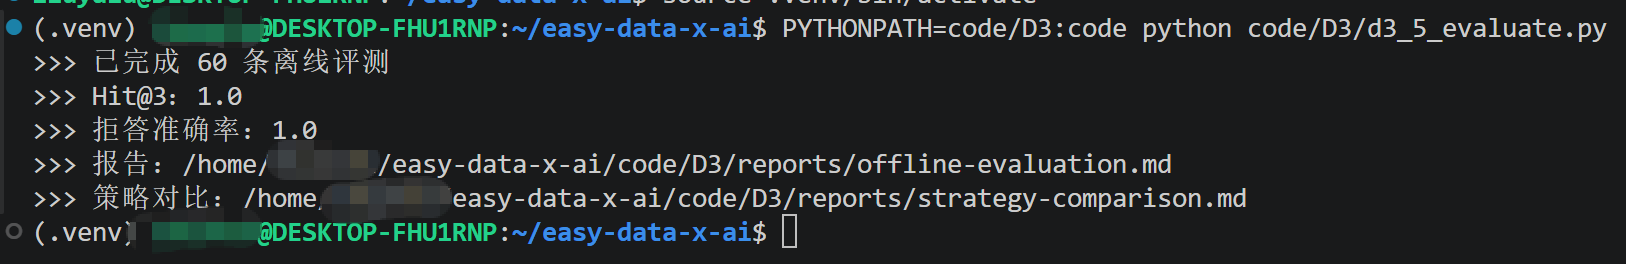 (.venv) @DESKTOP-FHU1RNP:~/easy-data-x-ai$ PYTHONPATH=code/D3:code python code/D3/d3_5_evaluate.py
>>> 已完成 60 条离线评测
>>> Hit@3: 1.0
>>> 拒答准确率：1.0
>>> 报告：/home/ /easy-data-x-ai/code/D3/reports/offline-evaluation.md
>>> 策略对比：/home/ easy-data-x-ai/code/D3/reports/strategy-comparison.md
(.venv) @DESKTOP-FHU1RNP:~/easy-data-x-ai$